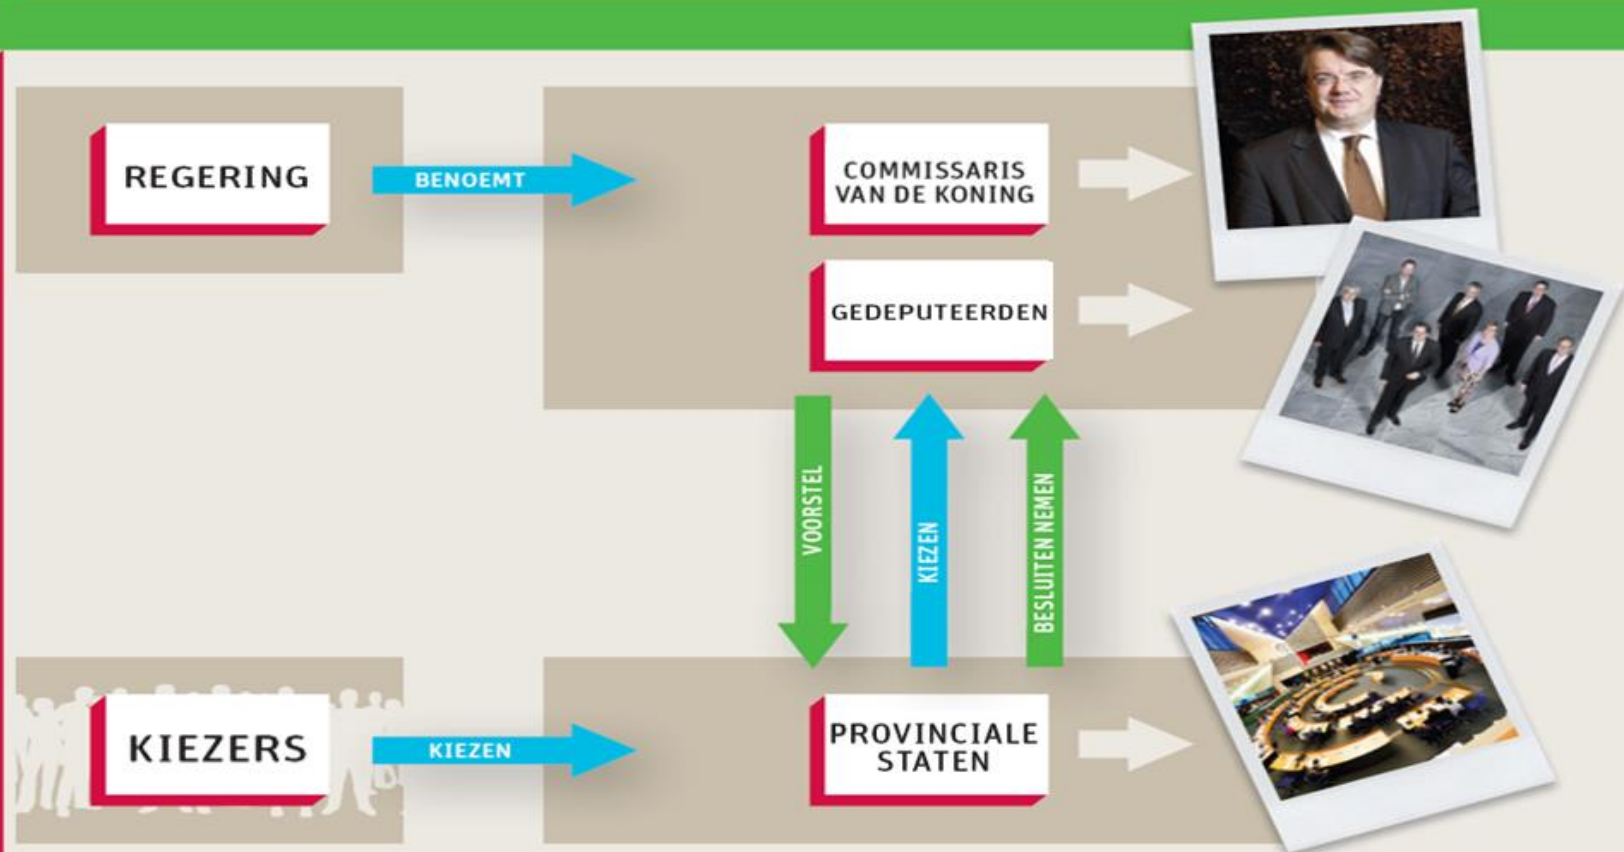 REGERING
BENOEMT
COMMISSARIS
VAN DE KONING
GEDEPUTEERDEN
VOORSTEL
KIEZEN
BESLUITEN NEMEN
KIEZERS
KIEZEN
PROVINCIALE
STATEN